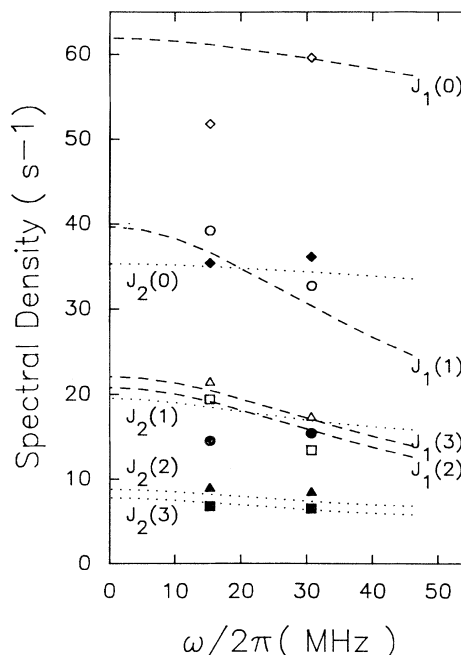 60
J₁(0)
50
Spectral Density ( s−1)
40
J₂(0)
30
J₁(1)
20
J₂(1)
J₁(3)
J₁(2)
J₂(2)
10
J₂(3)
0
0 10 20 30 40 50
ω/2π( MHz)